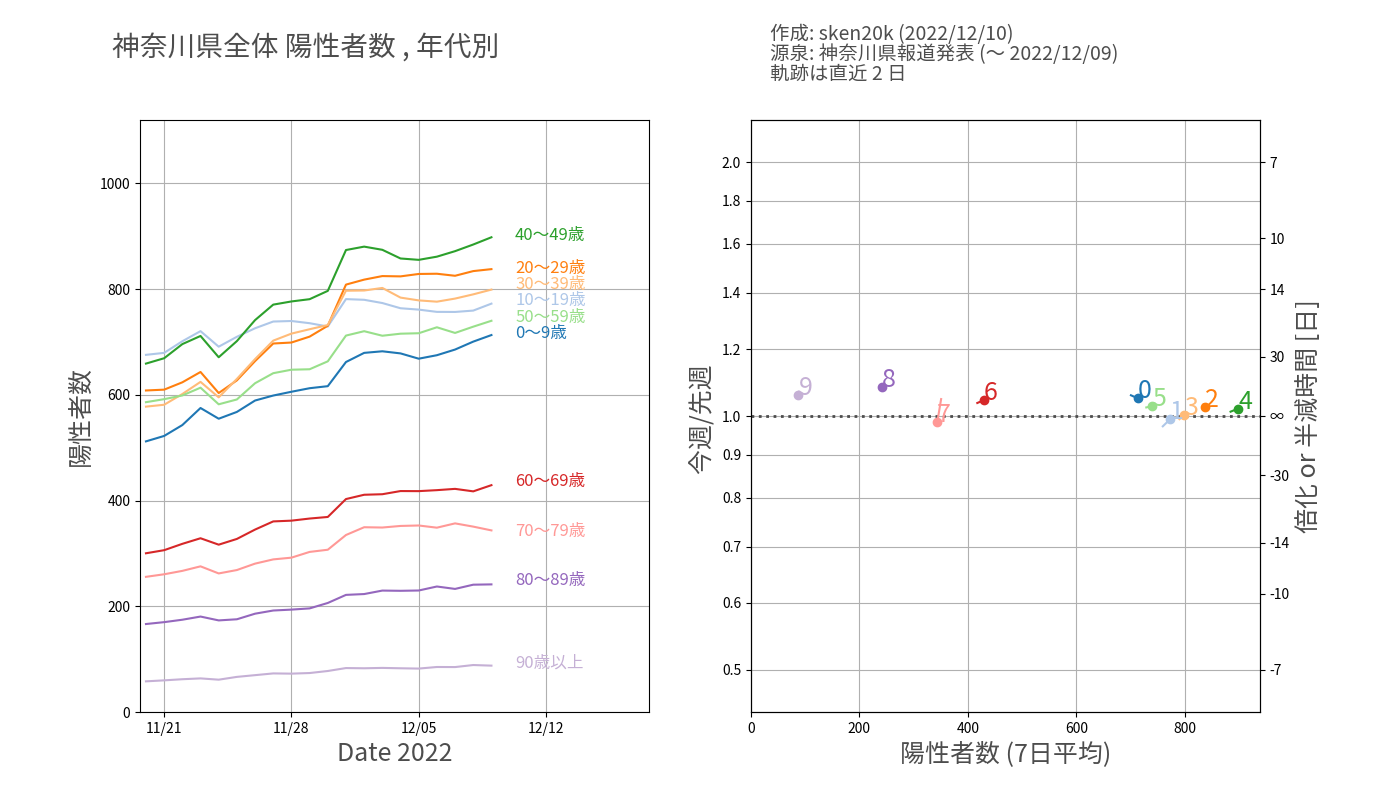 神奈川県全体 陽性者数 , 年代別
作成: sken20k (2022/12/10)
源泉: 神奈川県報道発表 (〜 2022/12/09)
軌跡は直近 2 日
陽性者数
1000
800
600
400
200
0
40〜49歳
20〜29歳
30〜39歳
10〜19歳
50〜59歳
0〜9歳
60〜69歳
70〜79歳
80〜89歳
90歳以上
11/21
11/28
12/05
12/12
Date 2022
今週/先週
2.0
1.8
1.6
1.4
1.2
1.0
0.9
0.8
0.7
0.6
0.5
9
8
7
6
0
5
1
3
2
4
7
10
14
30
∞
-30
-14
-10
-7
倍化 or 半減時間 [日]
0
200
400
600
800
陽性者数 (7日平均)